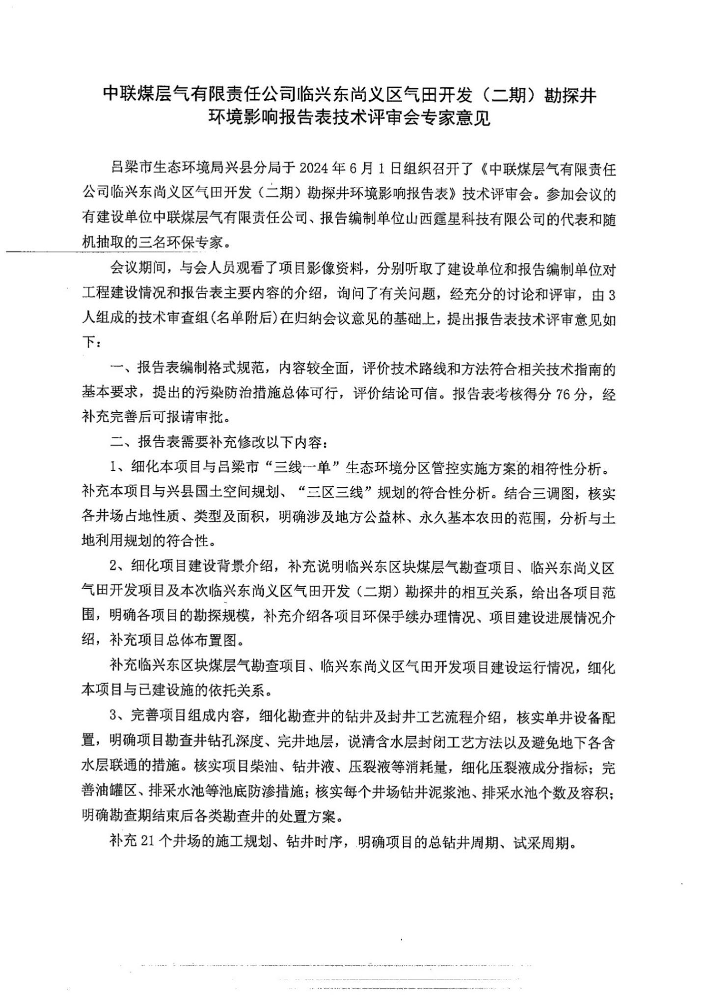 中联煤层气有限责任公司临兴东尚义区气田开发（二期）勘探井
环境影响报告表技术评审会专家意见
吕梁市生态环境局兴县分局于 2024 年 6 月 1 日组织召开了《中联煤层气有限责任
公司临兴东尚义区气田开发（二期）勘探井环境影响报告表》技术评审会。参加会议的
有建设单位中联煤层气有限责任公司、报告编制单位山西霆星科技有限公司的代表和随
机抽取的三名环保专家。
会议期间，与会人员观看了项目影像资料，分别听取了建设单位和报告编制单位对
工程建设情况和报告表主要内容的介绍，询问了有关问题，经充分的讨论和评审，由 3
人组成的技术审查组(名单附后)在归纳会议意见的基础上，提出报告表技术评审意见如
下：
一、报告表编制格式规范，内容较全面，评价技术路线和方法符合相关技术指南的
基本要求，提出的污染防治措施总体可行，评价结论可信。报告表考核得分 76 分，经
补充完善后可报请审批。
二、报告表需要补充修改以下内容：
1、细化本项目与吕梁市“三线一单”生态环境分区管控实施方案的相符性分析。
补充本项目与兴县国土空间规划、“三区三线”规划的符合性分析。结合三调图，核实
各井场占地性质、类型及面积，明确涉及地方公益林、永久基本农田的范围，分析与土
地利用规划的符合性。
2、细化项目建设背景介绍，补充说明临兴东区块煤层气勘查项目、临兴东尚义区
气田开发项目及本次临兴东尚义区气田开发（二期）勘探井的相互关系，给出各项目范
围，明确各项目的勘探规模，补充介绍各项目环保手续办理情况、项目建设进展情况介
绍，补充项目总体布置图。
补充临兴东区块煤层气勘查项目、临兴东尚义区气田开发项目建设运行情况，细化
本项目与已建设施的依托关系。
3、完善项目组成内容，细化勘查井的钻井及封井工艺流程介绍，核实单井设备配
置，明确项目勘查井钻孔深度、完井地层，说清含水层封闭工艺方法以及避免地下各含
水层联通的措施。核实项目柴油、钻井液、压裂液等消耗量，细化压裂液成分指标；完
善油罐区、排采水池等池底防渗措施；核实每个井场钻井泥浆池、排采水池个数及容积；
明确勘查期结束后各类勘查井的处置方案。
补充 21 个井场的施工规划、钻井时序，明确项目的总钻井周期、试采周期。